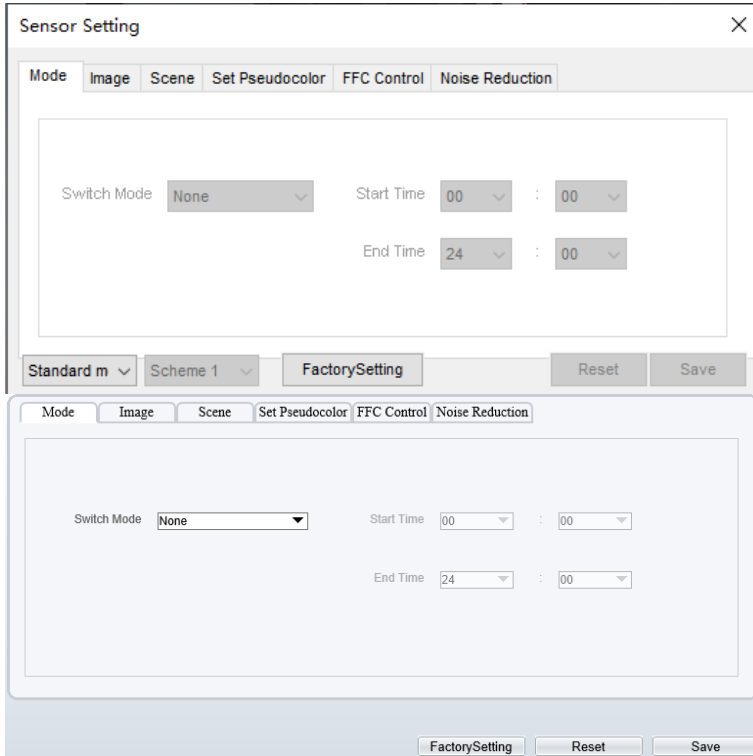 Sensor Setting
Mode Image Scene Set Pseudocolor FFC Control Noise Reduction
Switch Mode None Start Time 00 : 00
End Time 24 : 00
Standard m Scheme 1 FactorySetting Reset Save
Mode Image Scene Set Pseudocolor FFC Control Noise Reduction
Switch Mode None Start Time 00 : 00
End Time 24 : 00
FactorySetting Reset Save